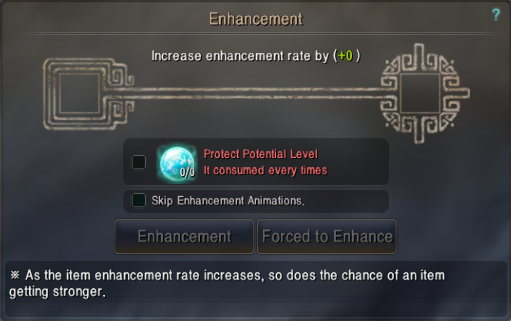 Enhancement
?
Increase enhancement rate by (+0 )
Protect Potential Level
0/0
It consumed every times
Skip Enhancement Animations.
Enhancement
Forced to Enhance
※ As the item enhancement rate increases, so does the chance of an item
getting stronger.